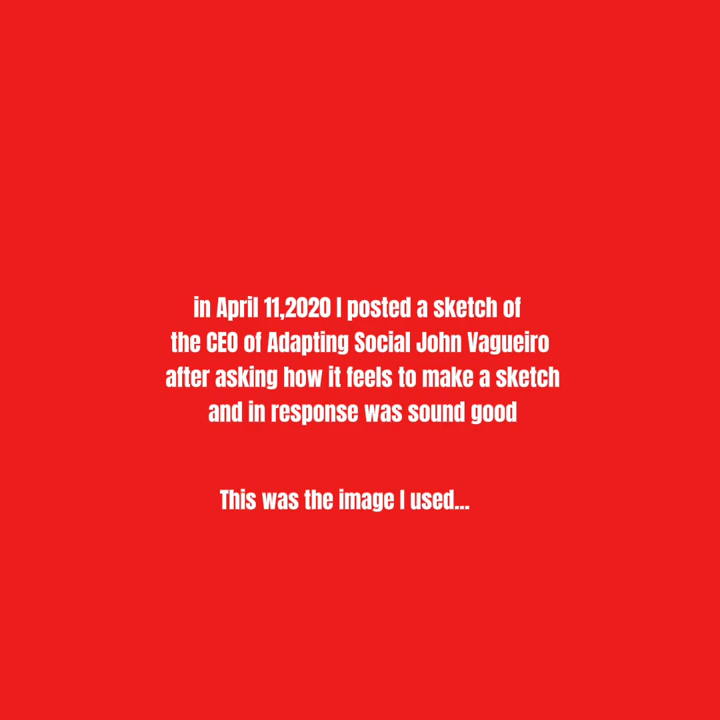 in April 11,2020 I posted a sketch of
the CEO of Adapting Social John Vagueiro
after asking how it feels to make a sketch
and in response was sound good
This was the image I used...